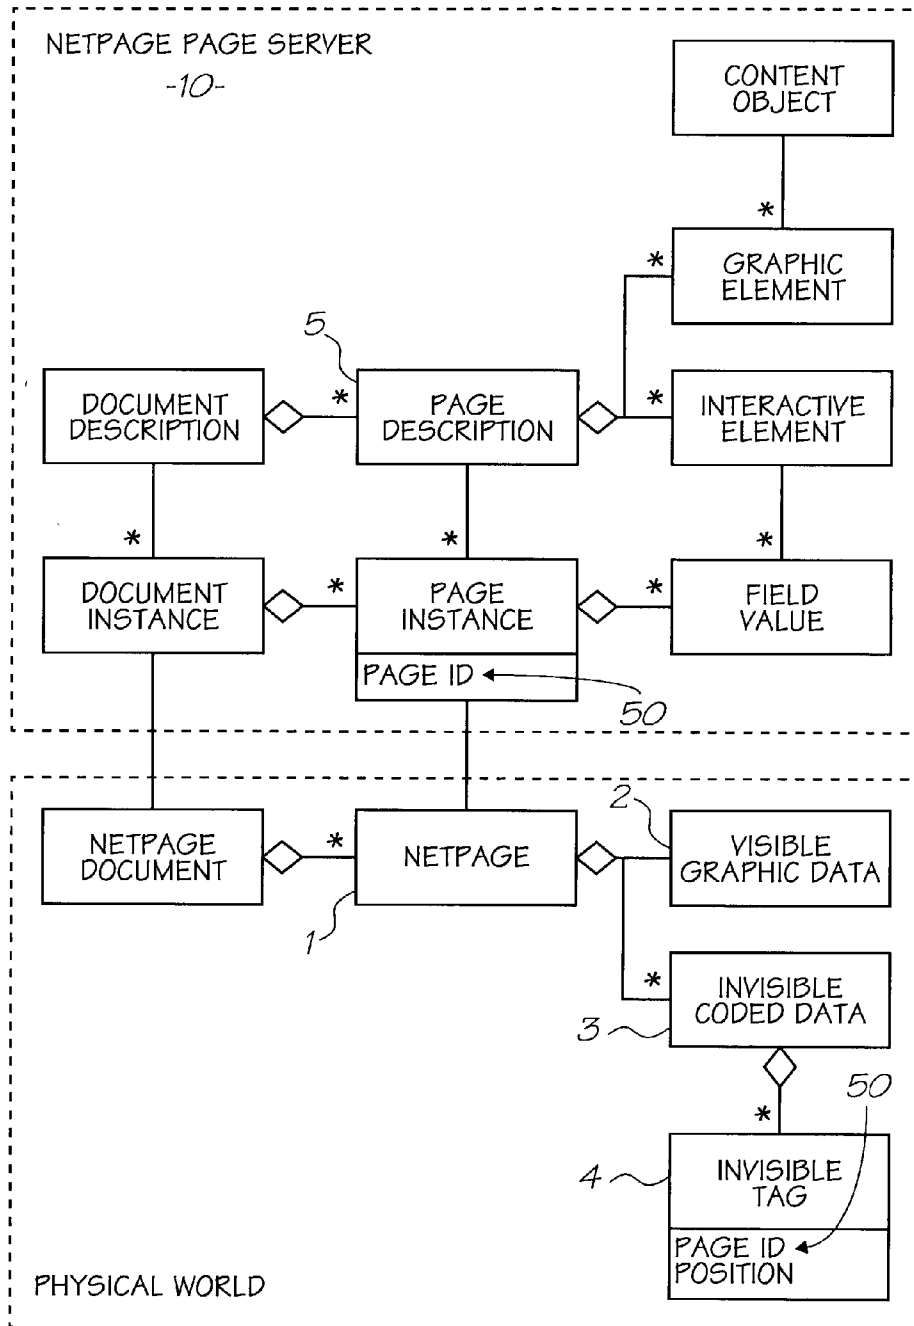 NETPAGE PAGE SERVER
-10-
CONTENT
OBJECT
*
*
GRAPHIC
ELEMENT
5
DOCUMENT
DESCRIPTION
*
PAGE
DESCRIPTION
*
INTERACTIVE
ELEMENT
*
*
*
DOCUMENT
INSTANCE
*
PAGE
INSTANCE
*
FIELD
VALUE
PAGE ID
50
NETPAGE
DOCUMENT
*
NETPAGE
1
2
VISIBLE
GRAPHIC DATA
*
INVISIBLE
CODED DATA
3
*
50
4
INVISIBLE
TAG
PAGE ID
POSITION
PHYSICAL WORLD